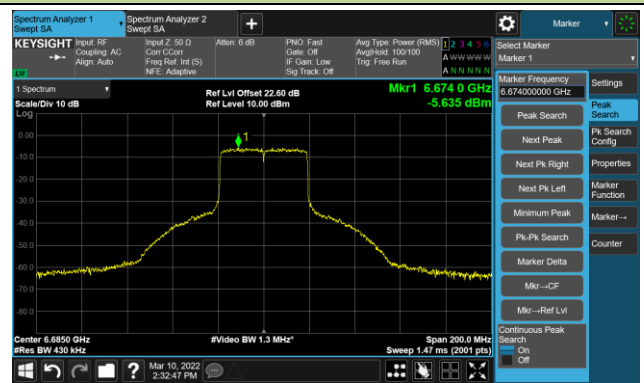 Spectrum Analyzer 1
Swept SA
Spectrum Analyzer 2
Swept SA
Marker
KEYSIGHT
Input: RF
Coupling: AC
Align: Auto
Input Z: 50 Ω
Corr CCorr
Freq Ref: Int (S)
NFE: Adaptive
Atten: 6 dB
PNO: Fast
Gate: Off
IF Gain: Low
Sig Track: Off
Avg Type: Power (RMS)
Avg|Hold: 100/100
Trig: Free Run
1 2 3 4 5 6
A W W W W W
A N N N N N
LXI
Select Marker
Marker 1
1 Spectrum
Scale/Div 10 dB
Log
Ref Lvl Offset 22.60 dB
Ref Level 10.00 dBm
Mkr1 6.674 0 GHz
-5.635 dBm
1
0.00
-10.0
-20.0
-30.0
-40.0
-50.0
-60.0
-70.0
-80.0
Center 6.6850 GHz
#Res BW 430 kHz
#Video BW 1.3 MHz*
Span 200.0 MHz
Sweep 1.47 ms (2001 pts)
Marker Frequency
6.674000000 GHz
Peak Search
Next Peak
Next Pk Right
Next Pk Left
Minimum Peak
Pk-Pk Search
Marker Delta
Mkr→CF
Mkr→Ref Lvl
Continuous Peak
Search
On
Off
Settings
Peak
Search
Pk Search
Config
Properties
Marker
Function
Marker→
Counter
Mar 10, 2022
2:32:47 PM